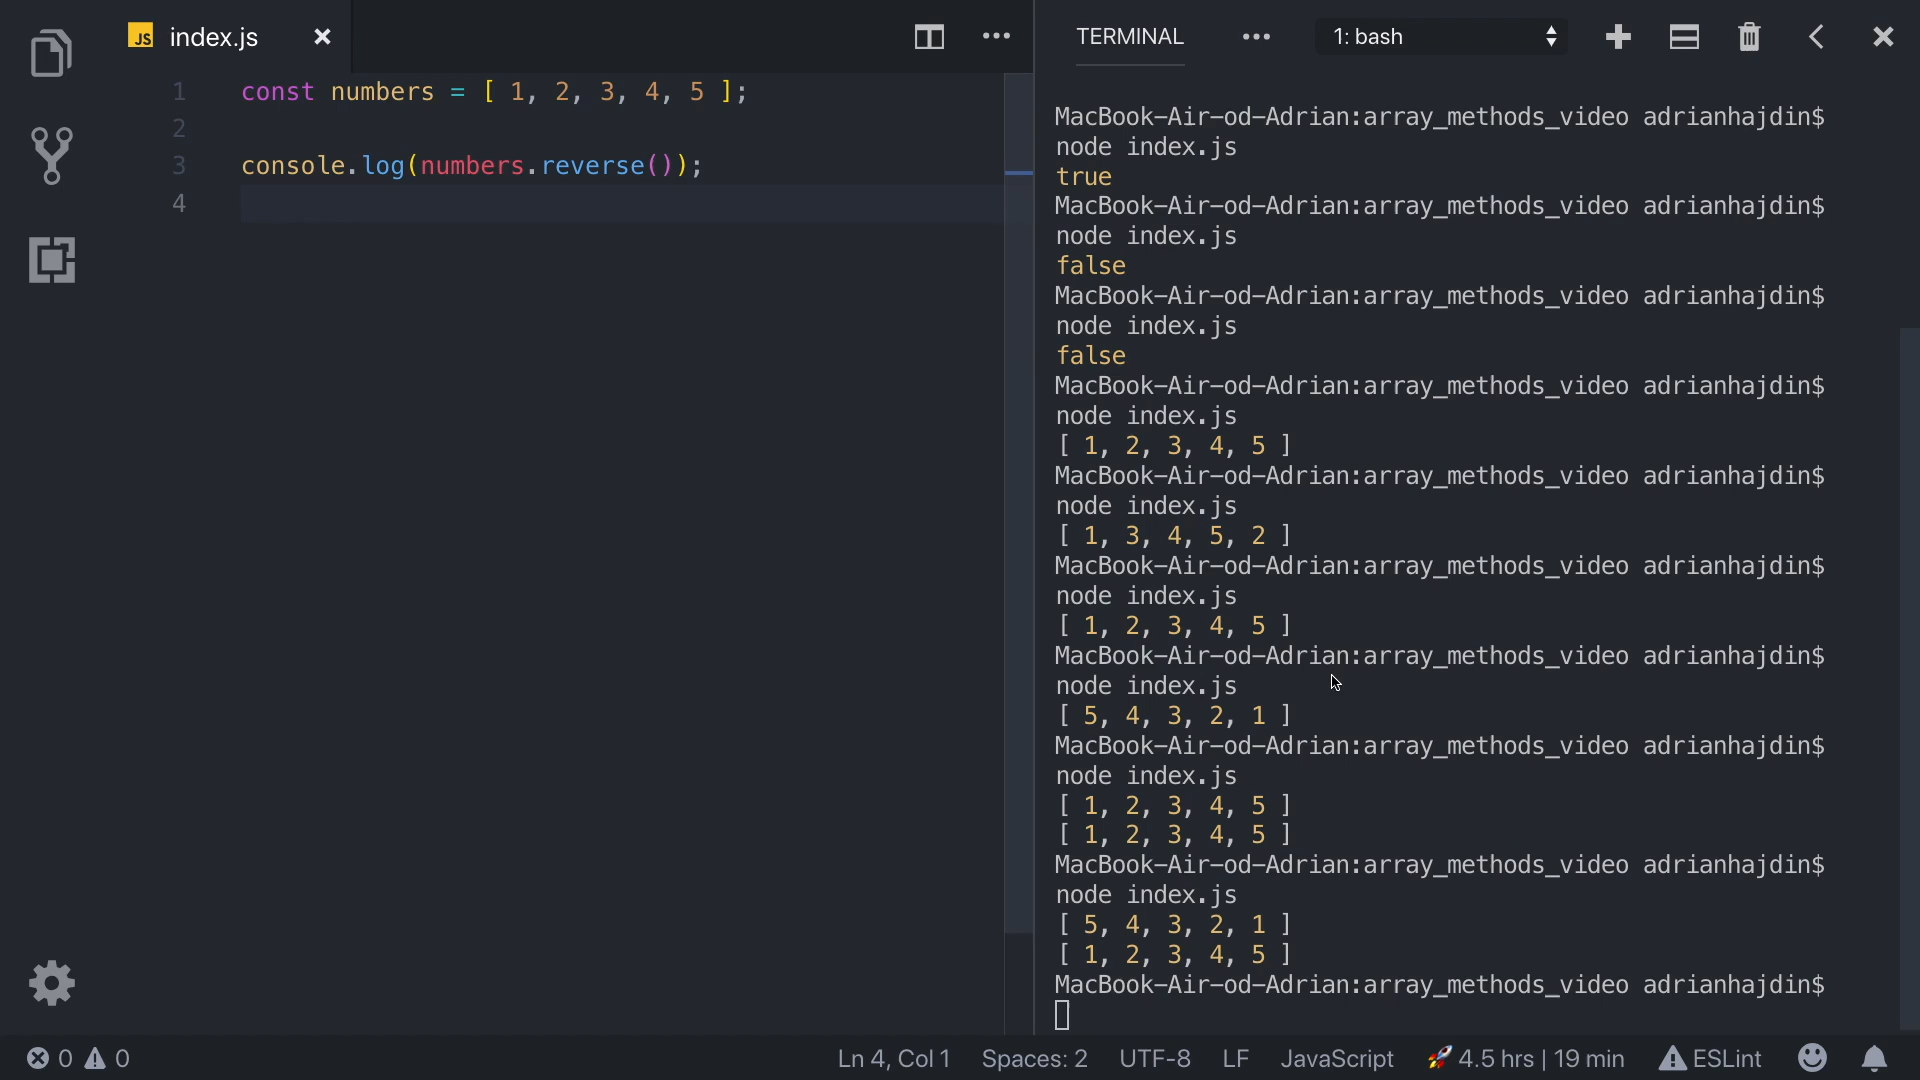 JS index.js
1 const numbers = [ 1, 2, 3, 4, 5 ];
2
3 console.log(numbers.reverse());
4
TERMINAL
1: bash
MacBook-Air-od-Adrian:array_methods_video adrianhajdin$
node index.js
true
MacBook-Air-od-Adrian:array_methods_video adrianhajdin$
node index.js
false
MacBook-Air-od-Adrian:array_methods_video adrianhajdin$
node index.js
false
MacBook-Air-od-Adrian:array_methods_video adrianhajdin$
node index.js
[ 1, 2, 3, 4, 5 ]
MacBook-Air-od-Adrian:array_methods_video adrianhajdin$
node index.js
[ 1, 3, 4, 5, 2 ]
MacBook-Air-od-Adrian:array_methods_video adrianhajdin$
node index.js
[ 1, 2, 3, 4, 5 ]
MacBook-Air-od-Adrian:array_methods_video adrianhajdin$
node index.js
[ 5, 4, 3, 2, 1 ]
MacBook-Air-od-Adrian:array_methods_video adrianhajdin$
node index.js
[ 1, 2, 3, 4, 5 ]
[ 1, 2, 3, 4, 5 ]
MacBook-Air-od-Adrian:array_methods_video adrianhajdin$
node index.js
[ 5, 4, 3, 2, 1 ]
[ 1, 2, 3, 4, 5 ]
MacBook-Air-od-Adrian:array_methods_video adrianhajdin$
0 0 Ln 4, Col 1 Spaces: 2 UTF-8 LF JavaScript 🚀 4.5 hrs | 19 min ESLint